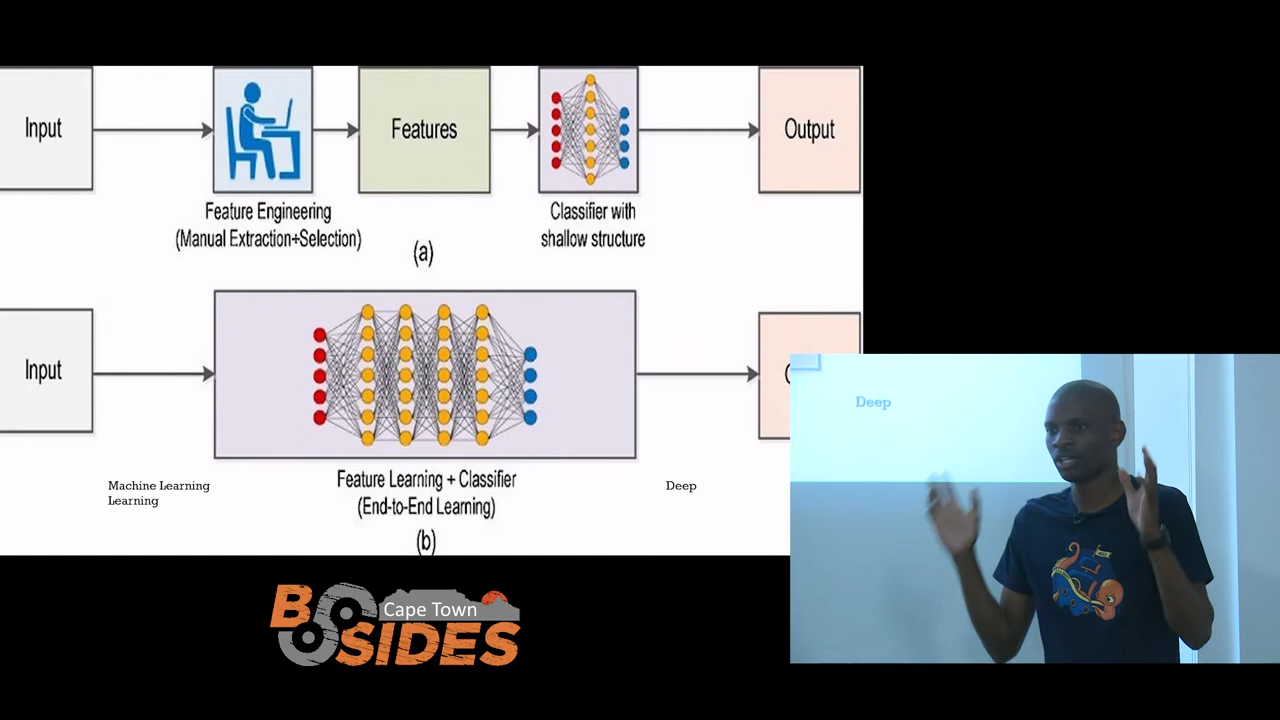 Input
Features
Output
Feature Engineering
(Manual Extraction+Selection)
Classifier with
shallow structure
(a)
Input
Feature Learning + Classifier
(End-to-End Learning)
(b)
Machine Learning
Learning
Deep
Deep
Cape Town
BSIDES